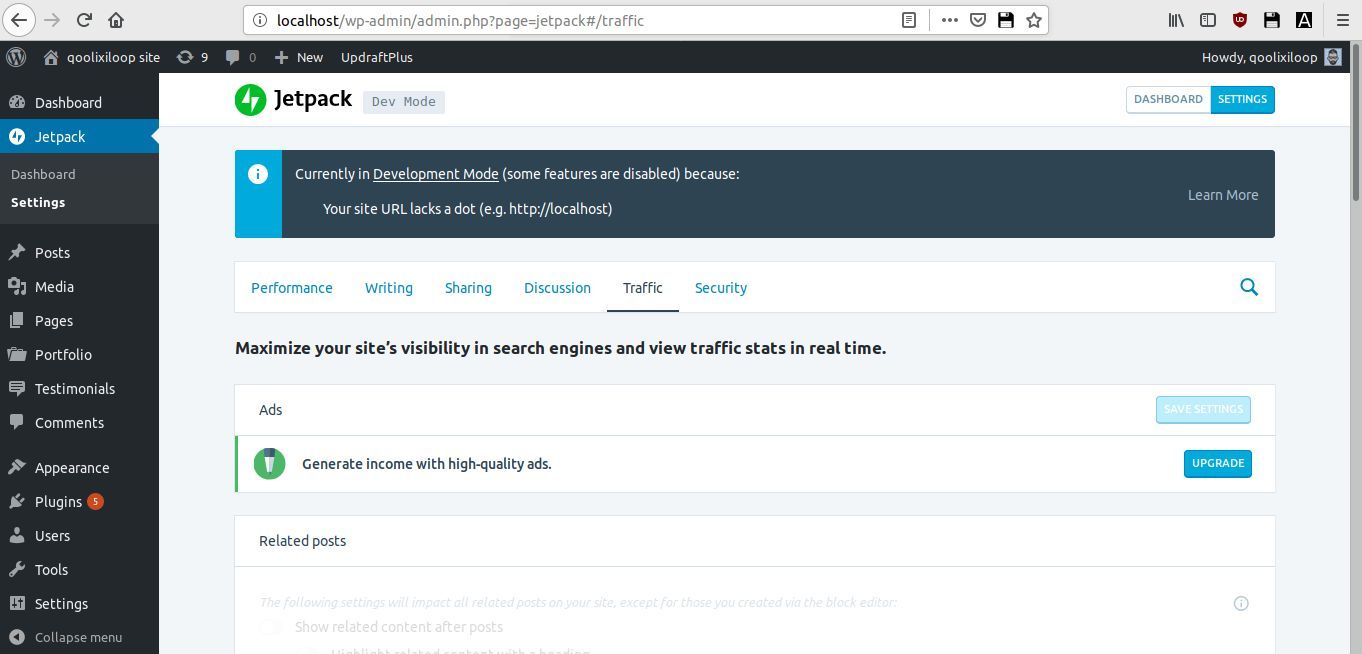 localhost/wp-admin/admin.php?page=jetpack#/traffic
qoolixiloop site 9 0 New UpdraftPlus Howdy, qoolixiloop
Dashboard
Jetpack
Dashboard
Settings
Posts
Media
Pages
Portfolio
Testimonials
Comments
Appearance
Plugins 5
Users
Tools
Settings
Collapse menu
Jetpack Dev Mode DASHBOARD SETTINGS
Currently in Development Mode (some features are disabled) because:
Your site URL lacks a dot (e.g. http://localhost)
Learn More
Performance Writing Sharing Discussion Traffic Security
Maximize your site's visibility in search engines and view traffic stats in real time.
Ads SAVE SETTINGS
Generate income with high-quality ads. UPGRADE
Related posts
The following settings will impact all related posts on your site, except for those you created via the block editor:
Show related content after posts
Highlight related content with a heading